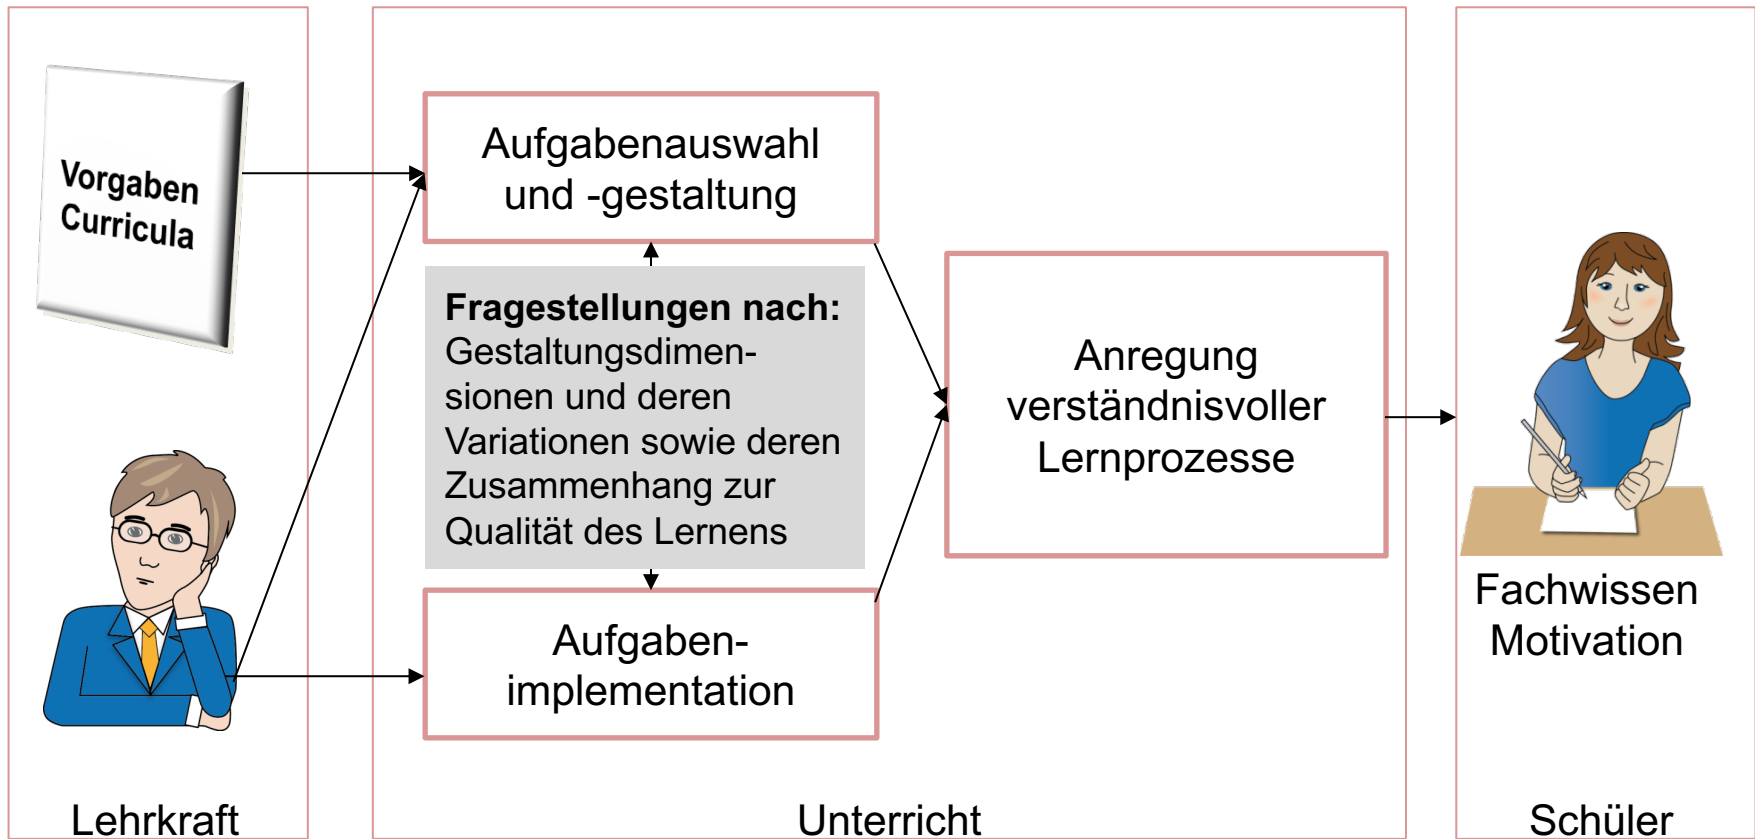 Vorgaben
Curricula
Lehrkraft
Aufgabenauswahl
und -gestaltung
Fragestellungen nach:
Gestaltungsdimen-
sionen und deren
Variationen sowie deren
Zusammenhang zur
Qualität des Lernens
Aufgaben-
implementation
Anregung
verständnisvoller
Lernprozesse
Unterricht
Fachwissen
Motivation
Schüler